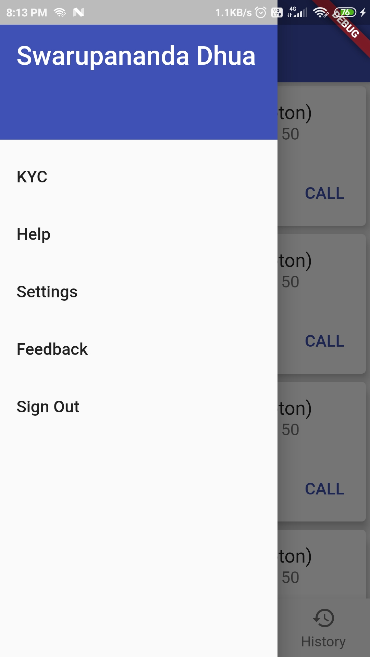 8:13 PM
1.1KB/s
4G
76
DEBUG
Swarupananda Dhua
KYC
Help
Settings
Feedback
Sign Out
ton)
50
CALL
ton)
50
CALL
ton)
50
CALL
ton)
50
History